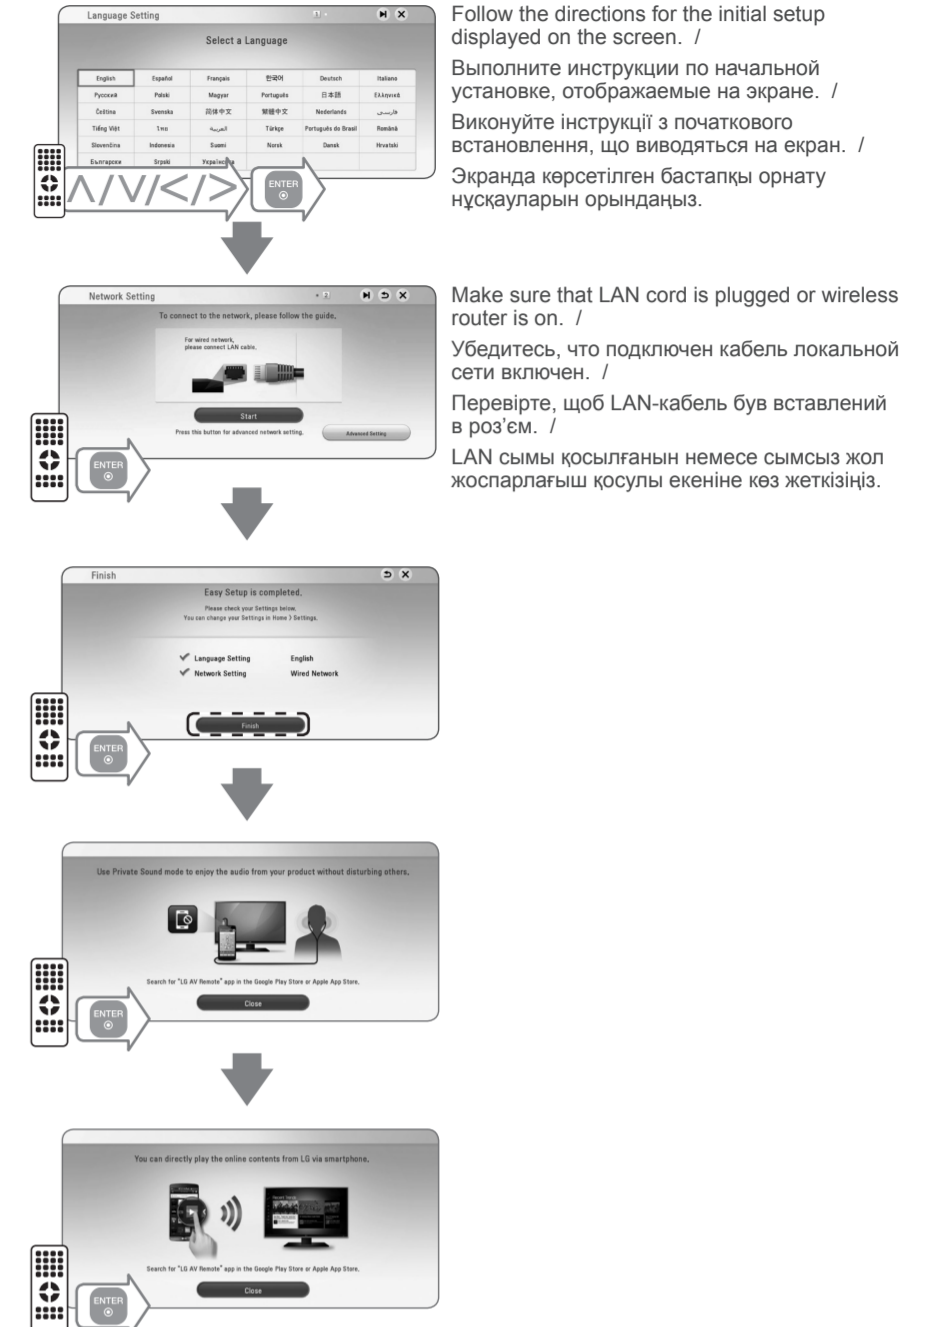 Language Setting
1
Select a Language
English Español Français 한국어 Deutsch Italiano
Русский Polski Magyar Português 日本語 Ελληνικά
Čeština Svenska 简体中文 繁體中文 Nederlands فارسی
Tiếng Việt ไทย العربية Türkçe Português do Brasil Română
Slovenčina Indonesia Suomi Norsk Dansk Hrvatski
Български Srpski
Λ/V/</> ENTER
Follow the directions for the initial setup
displayed on the screen. /
Выполните инструкции по начальной
установке, отображаемые на экране. /
Виконуйте інструкції з початкового
встановлення, що виводяться на екран. /
Экранда көрсетілген бастапқы орнату
нұсқауларын орындаңыз.
Network Setting
2
To connect to the network, please follow the guide.
For wired network,
please connect LAN cable.
Start
Press this button for advanced network setting.
Advanced Setting
ENTER
Make sure that LAN cord is plugged or wireless
router is on. /
Убедитесь, что подключен кабель локальной
сети включен. /
Перевірте, щоб LAN-кабель був вставлений
в роз’єм. /
LAN сымы қосылғанын немесе сымсыз жол
жоспарлағыш қосулы екеніне көз жеткізіңіз.
Finish
Easy Setup is completed.
Please check your Settings below.
You can change your Settings in Home > Settings.
Language Setting English
Network Setting Wired Network
Finish
ENTER
Use Private Sound mode to enjoy the audio from your product without disturbing others.
Search for "LG AV Remote" app in the Google Play Store or Apple App Store.
Close
ENTER
You can directly play the online contents from LG via smartphone.
Search for "LG AV Remote" app in the Google Play Store or Apple App Store.
Close
ENTER